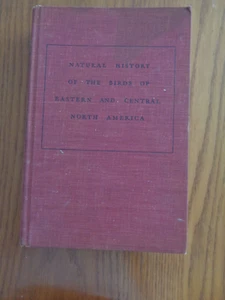 NATURAL HISTORY
OF THE BIRDS OF
EASTERN AND CENTRAL
NORTH AMERICA